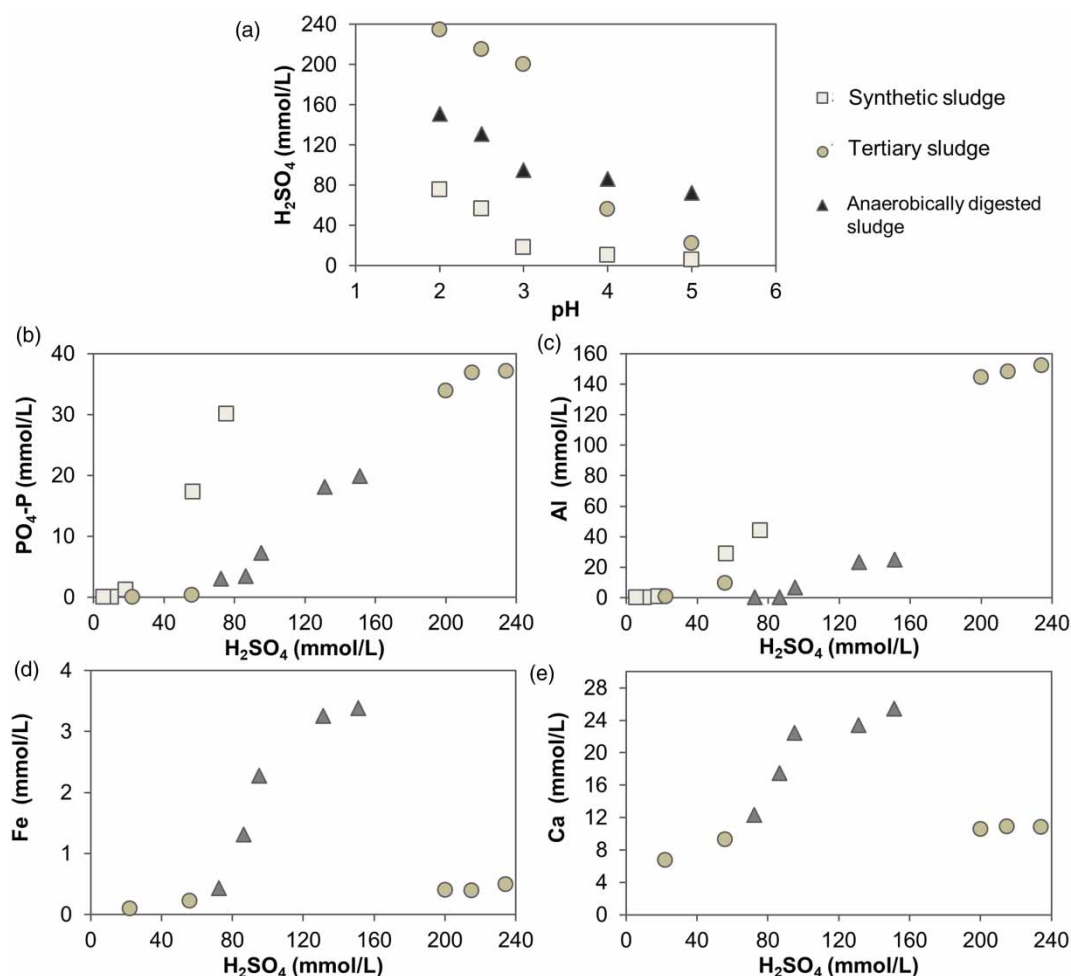 (a)
H₂SO₄ (mmol/L)
240
200
160
120
80
40
0
1 2 3 4 5 6
pH
Synthetic sludge
Tertiary sludge
Anaerobically digested
sludge
(b)
PO₄-P (mmol/L)
40
30
20
10
0
0 40 80 120 160 200 240
H₂SO₄ (mmol/L)
(c)
Al (mmol/L)
160
140
120
100
80
60
40
20
0
0 40 80 120 160 200 240
H₂SO₄ (mmol/L)
(d)
Fe (mmol/L)
4
3
2
1
0
0 40 80 120 160 200 240
H₂SO₄ (mmol/L)
(e)
Ca (mmol/L)
28
24
20
16
12
8
4
0
0 40 80 120 160 200 240
H₂SO₄ (mmol/L)